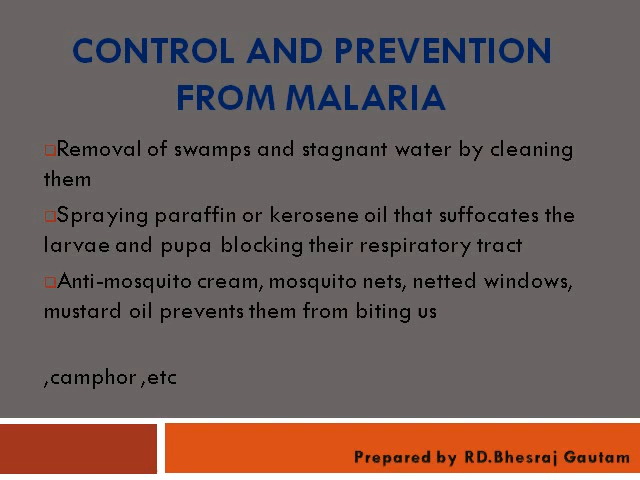 CONTROL AND PREVENTION
FROM MALARIA
Removal of swamps and stagnant water by cleaning
them
Spraying paraffin or kerosene oil that suffocates the
larvae and pupa blocking their respiratory tract
Anti-mosquito cream, mosquito nets, netted windows,
mustard oil prevents them from biting us
,camphor ,etc
Prepared by RD.Bhesraj Gautam